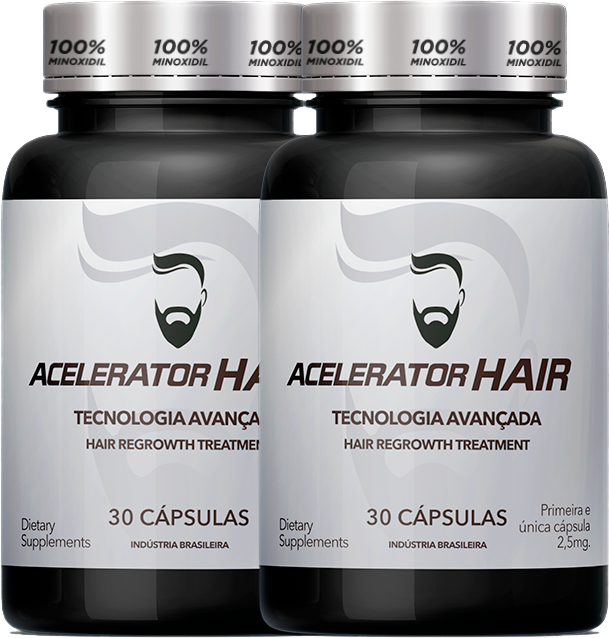 100% 100% 100%
MINOXIDIL MINOXIDIL MINOXIDIL
ACELERATOR HA
TECNOLOGIA AVANÇA
HAIR REGROWTH TREATMEN
Dietary
Supplements
30 CÁPSULAS
INDÚSTRIA BRASILEIRA
100% 100% 100%
MINOXIDIL MINOXIDIL MINOXIDIL
ACELERATOR HAIR
TECNOLOGIA AVANÇADA
HAIR REGROWTH TREATMENT
Dietary
Supplements
30 CÁPSULAS
INDÚSTRIA BRASILEIRA
Primeira e
única cápsula
2,5mg.